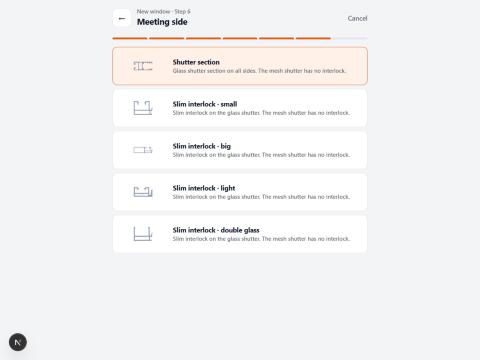 ←
New window · Step 6
Meeting side
Cancel
Shutter section
Glass shutter section on all sides. The mesh shutter has no interlock.
Slim interlock - small
Slim interlock on the glass shutter. The mesh shutter has no interlock.
Slim interlock - big
Slim interlock on the glass shutter. The mesh shutter has no interlock.
Slim interlock - light
Slim interlock on the glass shutter. The mesh shutter has no interlock.
Slim interlock - double glass
Slim interlock on the glass shutter. The mesh shutter has no interlock.
N